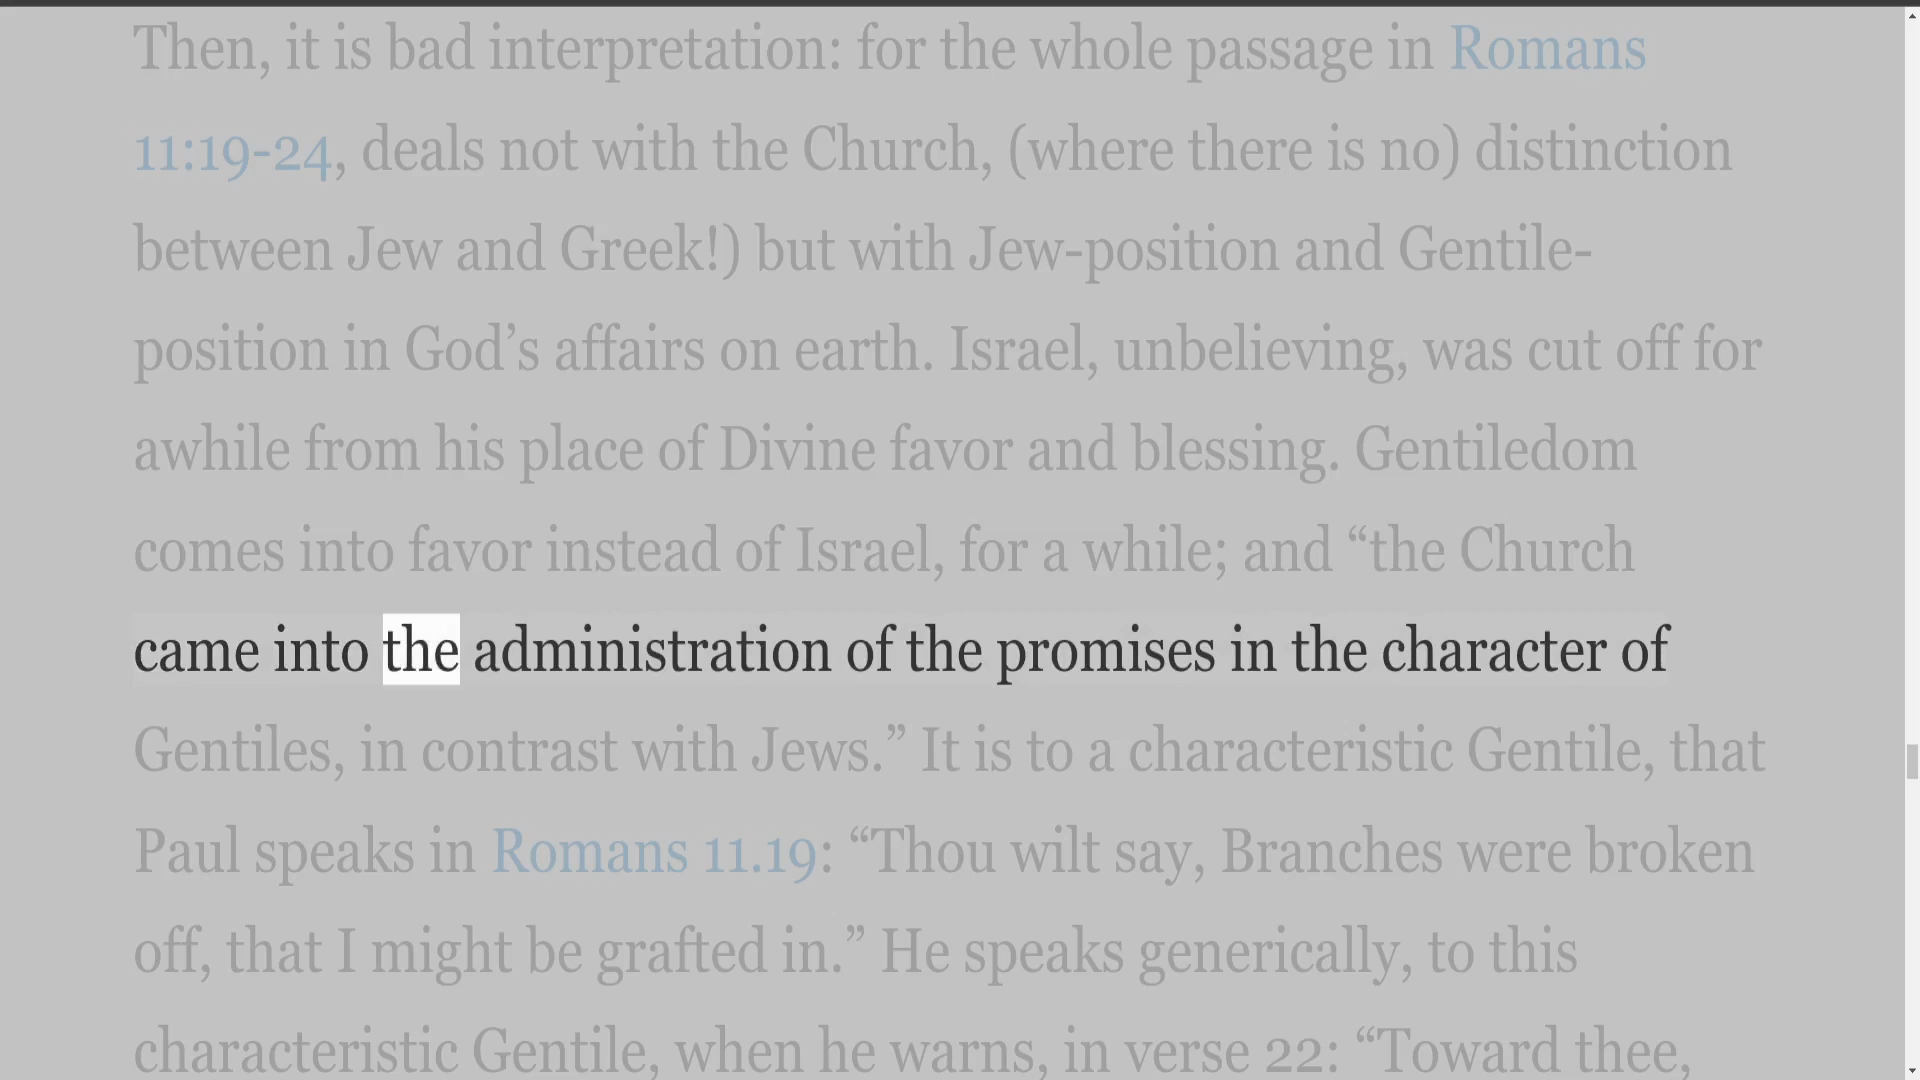 Then, it is bad interpretation: for the whole passage in Romans
11:19-24, deals not with the Church, (where there is no) distinction
between Jew and Greek!) but with Jew-position and Gentile-
position in God’s affairs on earth. Israel, unbelieving, was cut off for
awhile from his place of Divine favor and blessing. Gentiledom
comes into favor instead of Israel, for a while; and “the Church
came into the administration of the promises in the character of
Gentiles, in contrast with Jews.” It is to a characteristic Gentile, that
Paul speaks in Romans 11.19: “Thou wilt say, Branches were broken
off, that I might be grafted in.” He speaks generically, to this
characteristic Gentile, when he warns, in verse 22: “Toward thee,